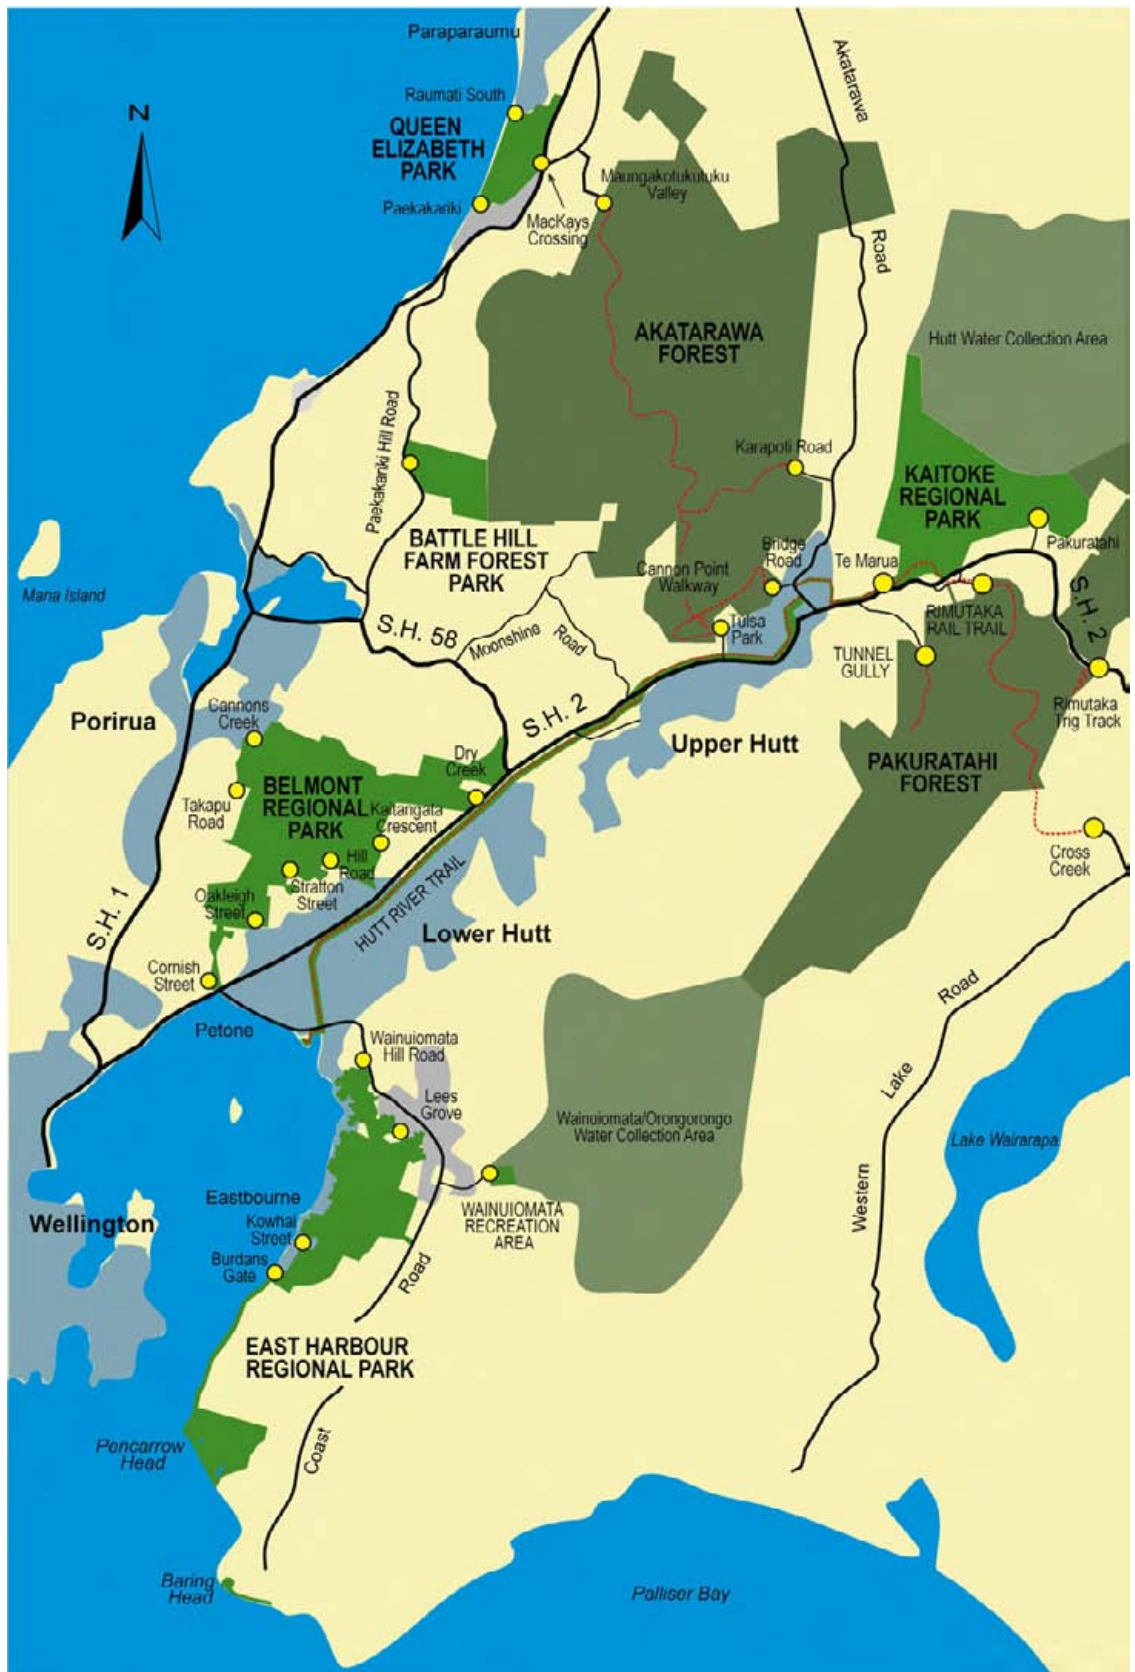 Paraparaumu
Akatarawa
Road
N
Raumati South
QUEEN
ELIZABETH
PARK
Maungakotukutuku
Valley
Paekakariki
MacKays
Crossing
AKATARAWA
FOREST
Hutt Water Collection Area
Paekakariki Hill Road
Karapoti Road
KAITOKE
REGIONAL
PARK
BATTLE HILL
FARM FOREST
PARK
Pakuratahi
Bridge
Road
Te Marua
Cannon Point
Walkway
Mana Island
S.H. 2
RIMUTAKA
RAIL TRAIL
S.H. 58
Moonshine
Road
Tulsa
Park
TUNNEL
GULLY
Rimutaka
Trig Track
Cannons
Creek
Porirua
S.H. 2
Upper Hutt
Dry
Creek
PAKURATAHI
FOREST
BELMONT
REGIONAL
PARK
Takapu
Road
Kaitangata
Crescent
Hill
Road
Stratton
Street
Cross
Creek
Oakleigh
Street
S.H. 1
HUTT RIVER TRAIL
Lower Hutt
Cornish
Street
Petone
Western
Lake
Road
Wainuiomata
Hill Road
Lees
Grove
Wainuiomata/Orongorongo
Water Collection Area
Lake Wairarapa
Eastbourne
Wellington
Kowhai
Street
WAINUIOMATA
RECREATION
AREA
Burdans
Gate
Coast
Road
EAST HARBOUR
REGIONAL PARK
Pencarrow
Head
Baring
Head
Palliser Bay